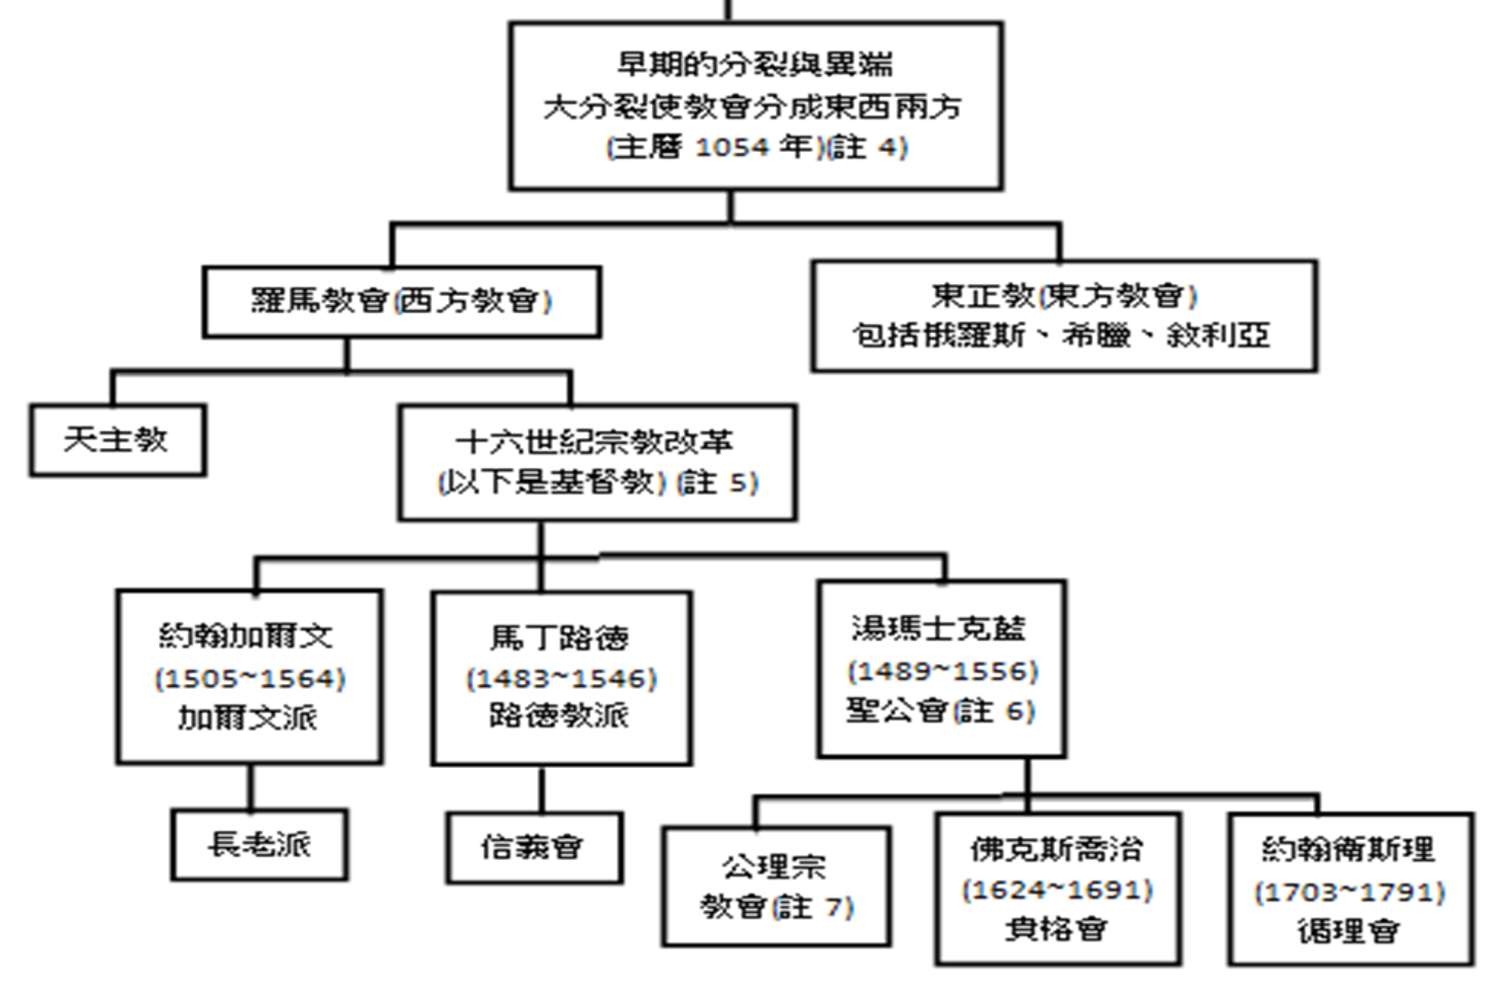 早期的分裂與異端
大分裂使教會分成東西兩方
(主曆 1054 年)(註 4)
羅馬教會(西方教會)
東正教(東方教會)
包括俄羅斯、希臘、敘利亞
天主教
十六世紀宗教改革
(以下是基督教) (註 5)
約翰加爾文
(1505~1564)
加爾文派
馬丁路德
(1483~1546)
路德教派
湯瑪士克藍
(1489~1556)
聖公會(註 6)
長老派
信義會
公理宗
教會(註 7)
佛克斯喬治
(1624~1691)
貴格會
約翰衛斯理
(1703~1791)
循理會